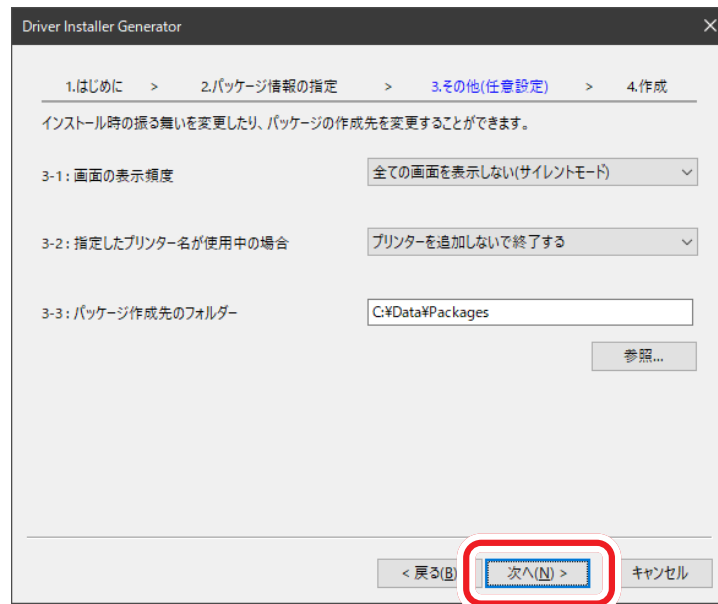 Driver Installer Generator
1.はじめに > 2.パッケージ情報の指定 > 3.その他(任意設定) > 4.作成
インストール時の振る舞いを変更したり、パッケージの作成先を変更することができます。
3-1：画面の表示頻度 全ての画面を表示しない(サイレントモード)
3-2：指定したプリンター名が使用中の場合 プリンターを追加しないで終了する
3-3：パッケージ作成先のフォルダー C:¥Data¥Packages
参照...
< 戻る(B) 次へ(N) > キャンセル